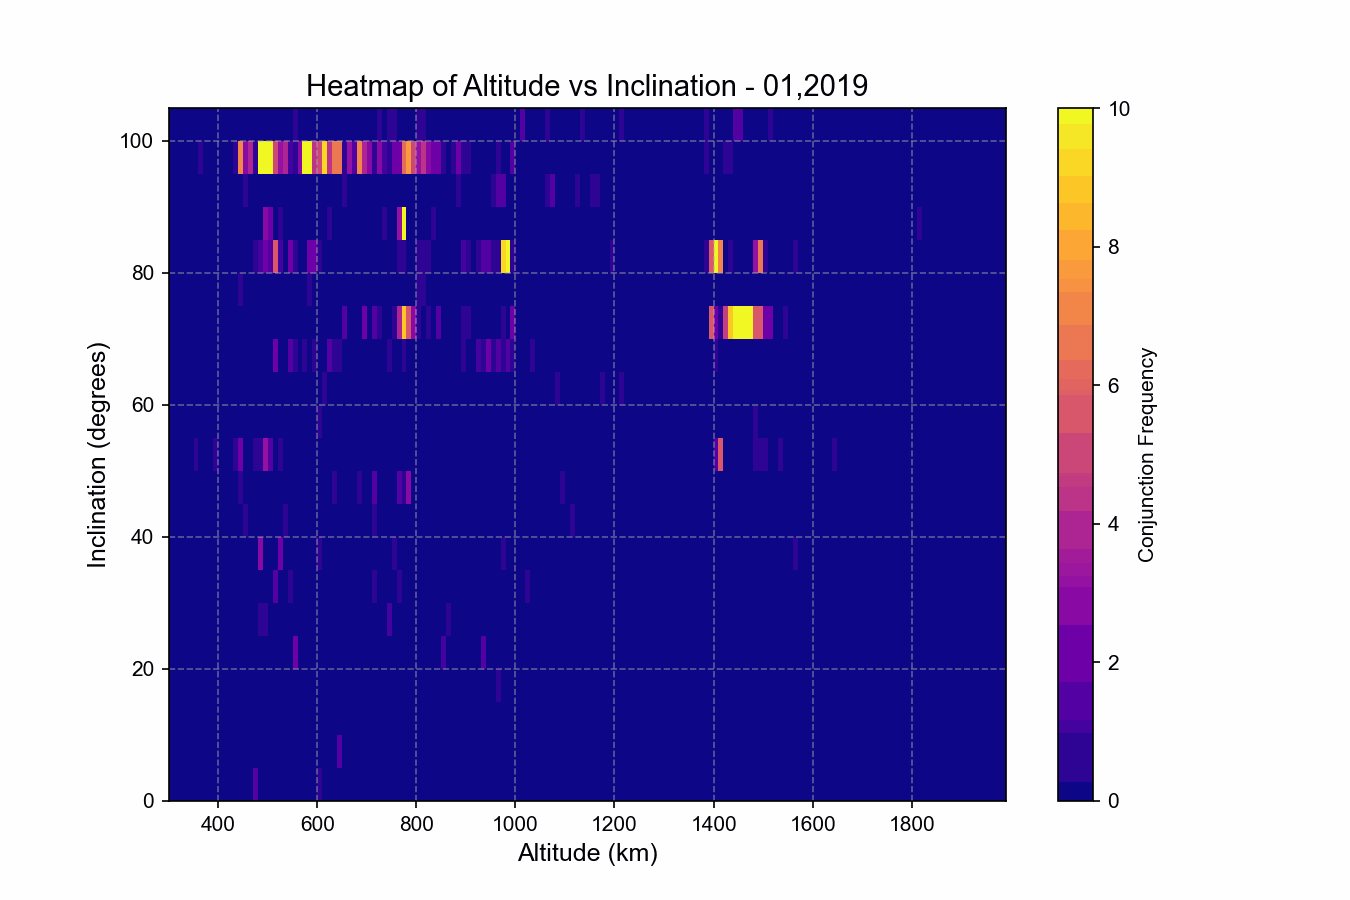 Heatmap of Altitude vs Inclination - 01,2019
Inclination (degrees)
100
80
60
40
20
0
400 600 800 1000 1200 1400 1600 1800
Altitude (km)
10
8
6
4
2
0
Conjunction Frequency